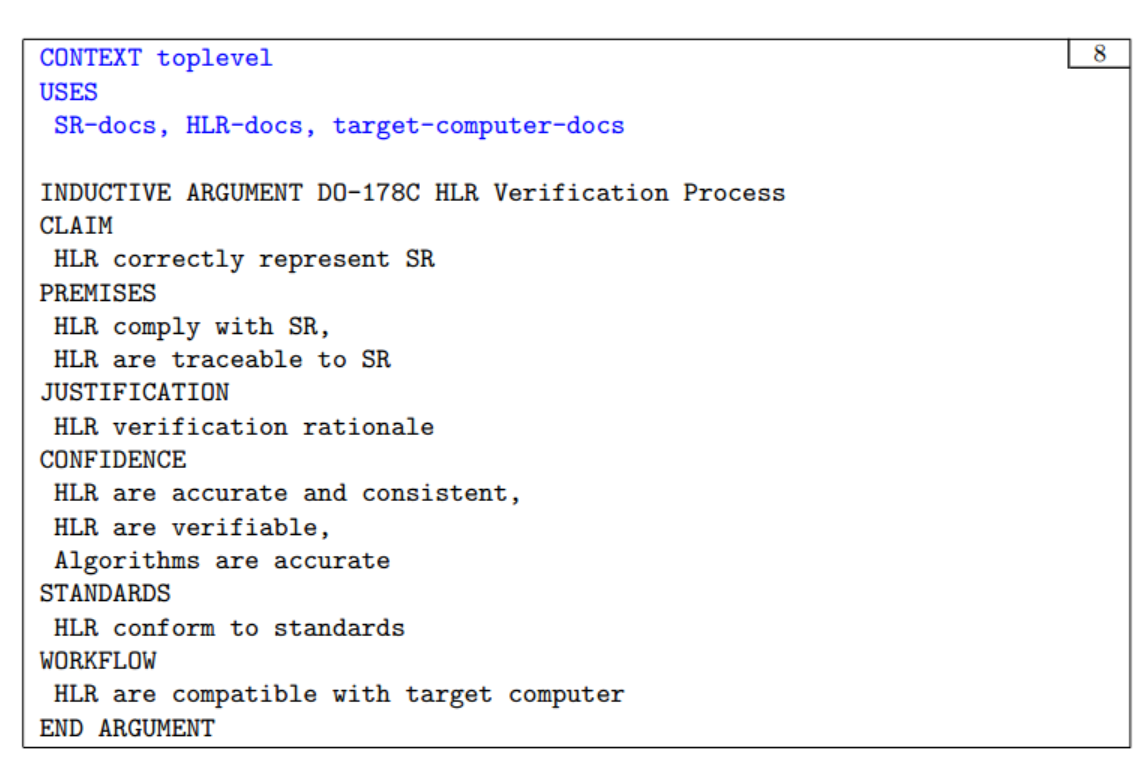 CONTEXT toplevel
8
USES
SR-docs, HLR-docs, target-computer-docs
INDUCTIVE ARGUMENT DO-178C HLR Verification Process
CLAIM
HLR correctly represent SR
PREMISES
HLR comply with SR,
HLR are traceable to SR
JUSTIFICATION
HLR verification rationale
CONFIDENCE
HLR are accurate and consistent,
HLR are verifiable,
Algorithms are accurate
STANDARDS
HLR conform to standards
WORKFLOW
HLR are compatible with target computer
END ARGUMENT